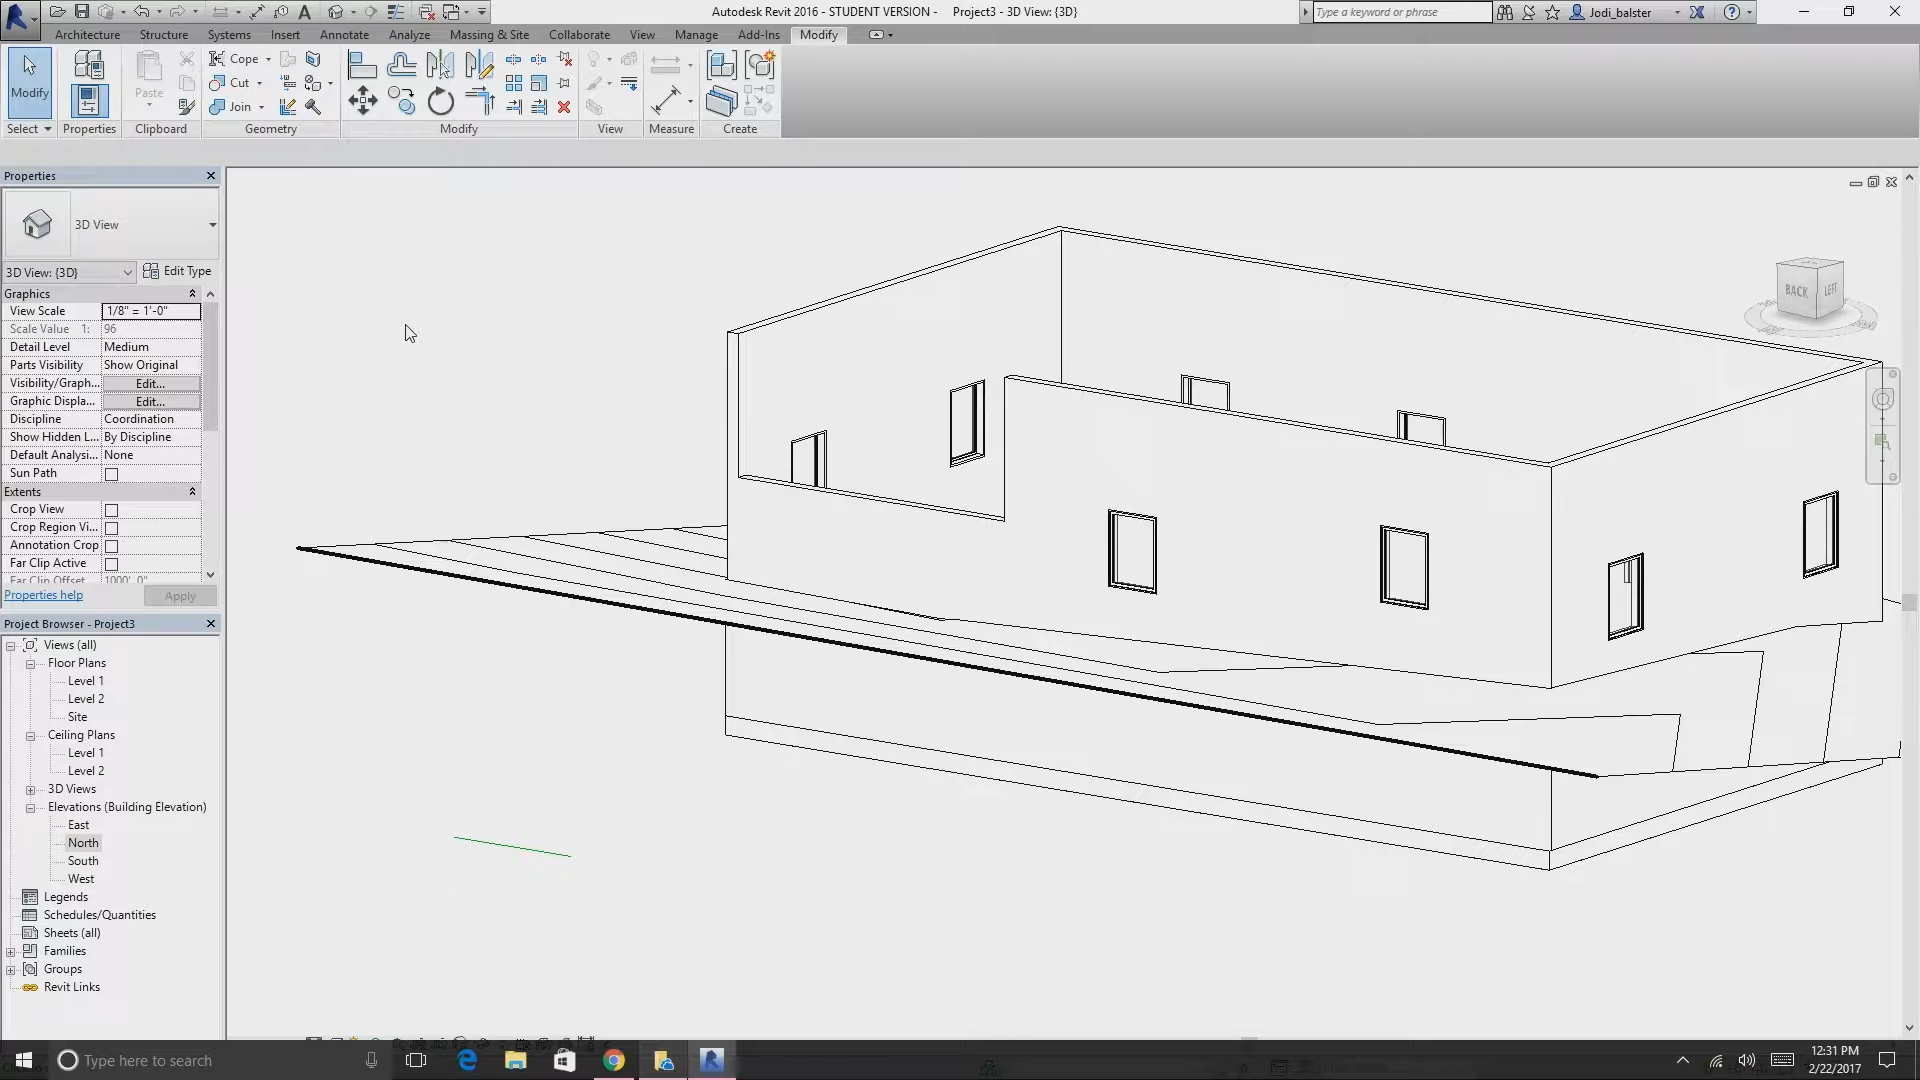 Autodesk Revit 2016 - STUDENT VERSION - Project3 - 3D View: {3D}
Type a keyword or phrase
Jodi_balster
Architecture Structure Systems Insert Annotate Analyze Massing & Site Collaborate View Manage Add-Ins Modify
Modify
Paste
Cope
Cut
Join
Select Properties Clipboard Geometry Modify View Measure Create
Properties
3D View
3D View: {3D}
Edit Type
Graphics
View Scale 1/8" = 1'-0"
Scale Value 1: 96
Detail Level Medium
Parts Visibility Show Original
Visibility/Graph... Edit...
Graphic Displa... Edit...
Discipline Coordination
Show Hidden L... By Discipline
Default Analysi... None
Sun Path
Extents
Crop View
Crop Region Vi...
Annotation Crop
Far Clip Active
Far Clip Offset 1000' 0"
Properties help
Apply
Project Browser - Project3
Views (all)
Floor Plans
Level 1
Level 2
Site
Ceiling Plans
Level 1
Level 2
3D Views
Elevations (Building Elevation)
East
North
South
West
Legends
Schedules/Quantities
Sheets (all)
Families
Groups
Revit Links
BACK LEFT
Type here to search
12:31 PM
2/22/2017